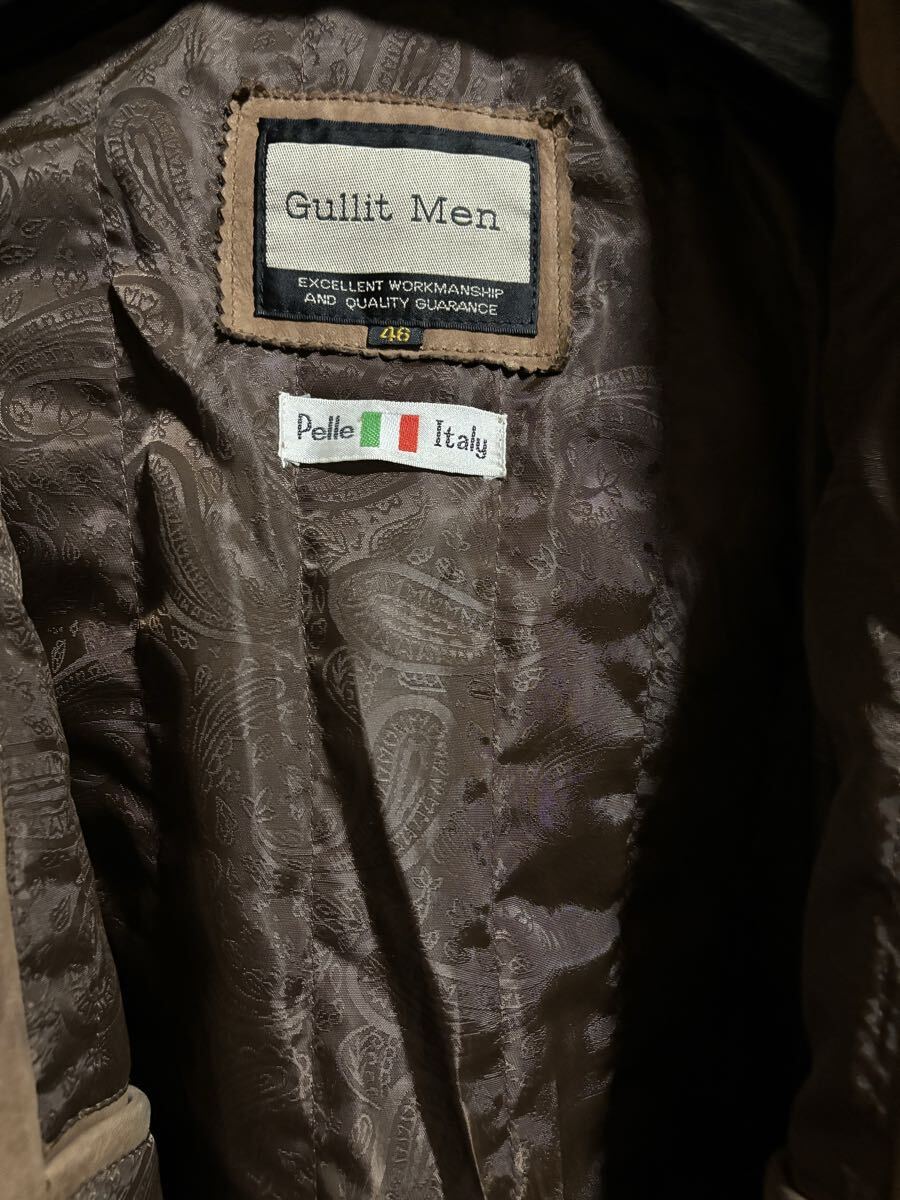 Gullit Men
EXCELLENT WORKMANSHIP
AND QUALITY GUARANCE
46
Pelle Italy